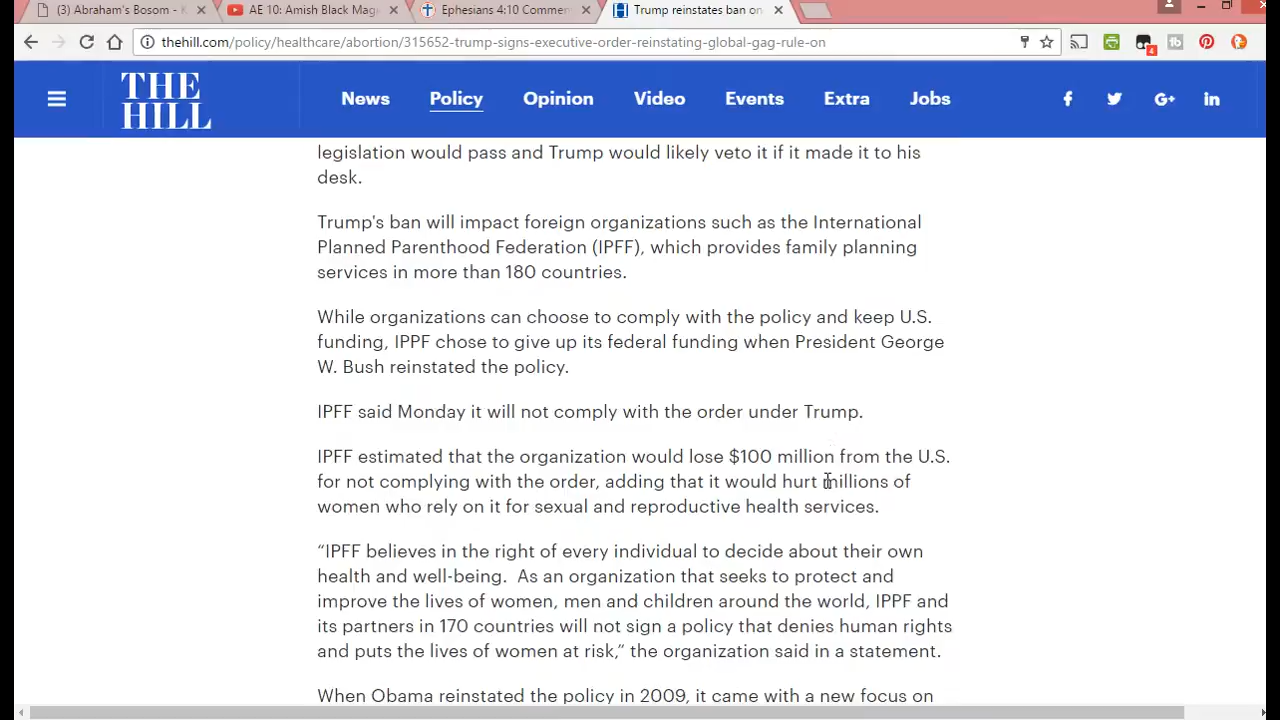 (3) Abraham's Bosom - K
AE 10: Amish Black Mag
Ephesians 4:10 Commen
Trump reinstates ban on
thehill.com/policy/healthcare/abortion/315652-trump-signs-executive-order-reinstating-global-gag-rule-on
4
THE
HILL
News Policy Opinion Video Events Extra Jobs
legislation would pass and Trump would likely veto it if it made it to his
desk.
Trump's ban will impact foreign organizations such as the International
Planned Parenthood Federation (IPFF), which provides family planning
services in more than 180 countries.
While organizations can choose to comply with the policy and keep U.S.
funding, IPPF chose to give up its federal funding when President George
W. Bush reinstated the policy.
IPFF said Monday it will not comply with the order under Trump.
IPFF estimated that the organization would lose $100 million from the U.S.
for not complying with the order, adding that it would hurt millions of
women who rely on it for sexual and reproductive health services.
“IPFF believes in the right of every individual to decide about their own
health and well-being.  As an organization that seeks to protect and
improve the lives of women, men and children around the world, IPPF and
its partners in 170 countries will not sign a policy that denies human rights
and puts the lives of women at risk,” the organization said in a statement.
When Obama reinstated the policy in 2009, it came with a new focus on